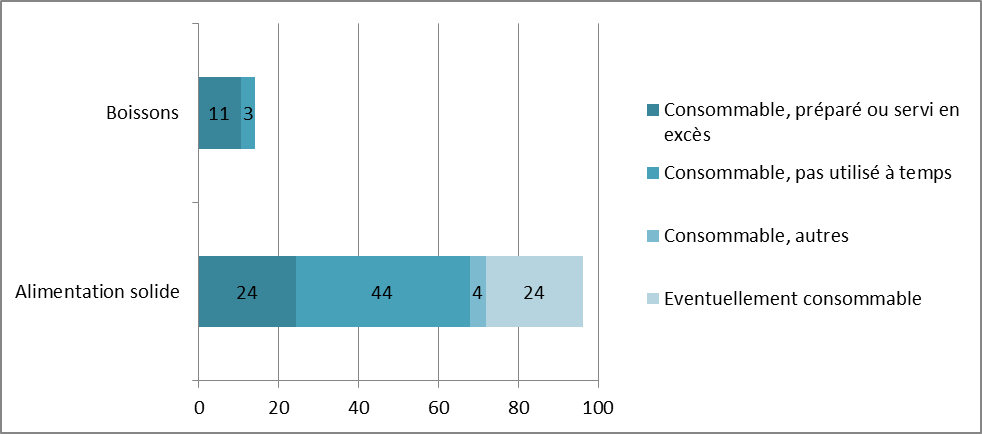 Boissons
11 3
Alimentation solide
24 44 4 24
0 20 40 60 80 100
Consommable, préparé ou servi en
excès
Consommable, pas utilisé à temps
Consommable, autres
Eventuellement consommable